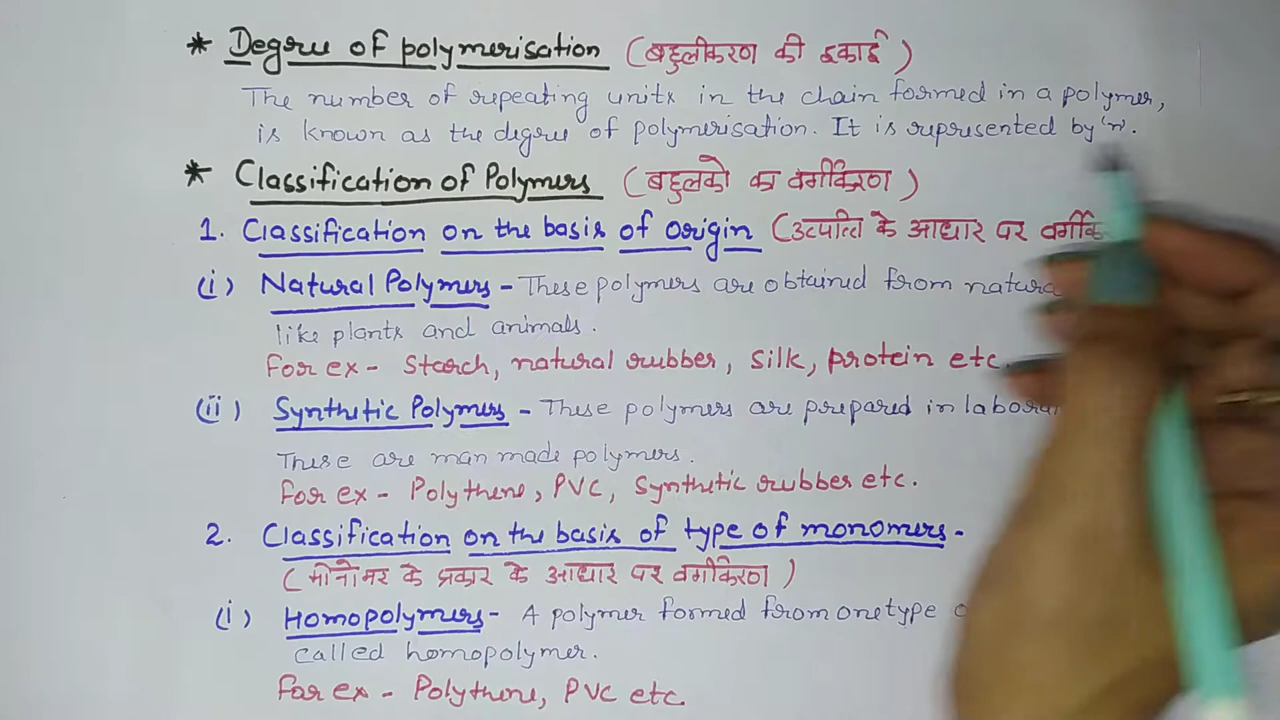 * Degree of polymerisation (बहुलीकरण की इकाई)
The number of repeating units in the chain formed in a polymer,
is known as the degree of polymerisation. It is represented by 'n'.
* Classification of Polymers (बहुलको का वर्गीकरण)
1. Classification on the basis of origin (उत्पत्ति के आधार पर
(i) Natural Polymers - These polymers are obtained from
like plants and animals.
For ex - Starch, natural rubber, Silk, protein etc.
(ii) Synthetic Polymers - These polymers are prepared in
These are man made polymers.
For ex - Polythene, PVC, Synthetic rubber etc.
2. Classification on the basis of type of monomers -
(मोनोमर के प्रकार के आधार पर वर्गीकरण)
(i) Homopolymers - A polymer formed from one type
called homopolymer.
For ex - Polythene, PVC etc.